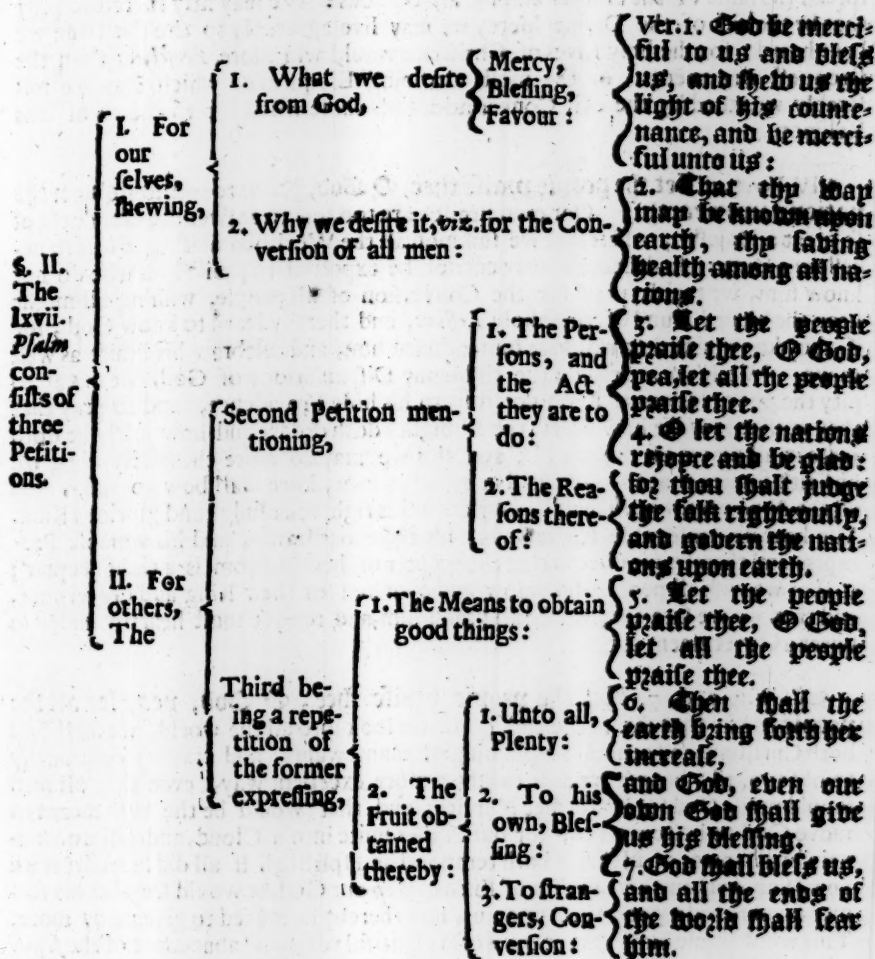 §. II.
The
lxvii.
Psalm
con-
sists of
three
Petiti-
ons.
I. For
our
selves,
shewing,
1. What we desire
from God,
Mercy,
Blessing,
Favour :
Ver. 1. God be merci-
ful to us and bless
us, and shew us the
light of his counte-
nance, and be merci-
ful unto us :
2. Why we desire it, viz. for the Con-
version of all men :
2. That thy way
may be known upon
earth, thy saving
health among all na-
tions.
II. For
others,
The
Second Petition men-
tioning,
1. The Per-
sons, and
the Act
they are to
do :
3. Let the people
praise thee, O God,
yea, let all the people
praise thee.
4. O let the nations
rejoyce and be glad :
2. The Rea-
sons there-
of :
for thou shalt judge
the folk righteously,
and govern the nati-
ons upon earth.
Third be-
ing a repe-
tition of
the former
expressing,
1. The Means to obtain
good things :
5. Let the people
praise thee, O God,
let all the people
praise thee.
2. The
Fruit ob-
tained
thereby :
1. Unto all,
Plenty :
6. Then shall the
earth bring forth her
increase,
2. To his
own, Bles-
sing :
and God, even our
own God shall give
us his blessing.
3. To stran-
gers, Con-
version :
7. God shall bless us,
and all the ends of
the world shall fear
him.